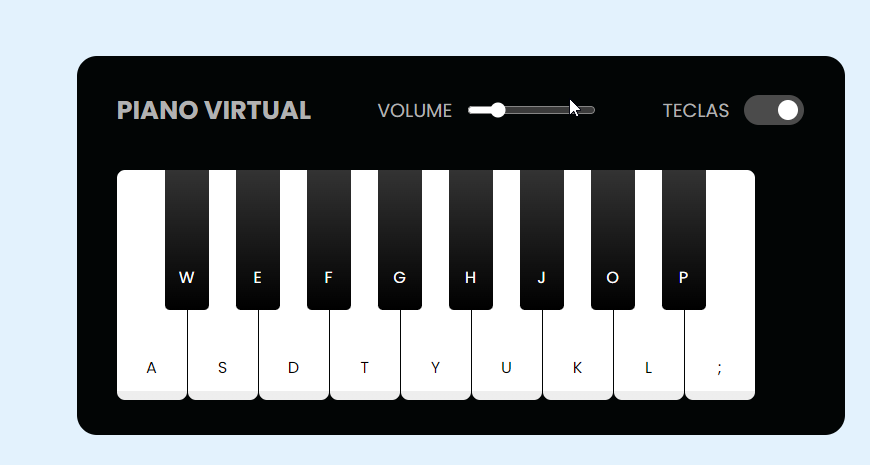 PIANO VIRTUAL VOLUME TECLAS
W E F G H J O P
A S D T Y U K L ;